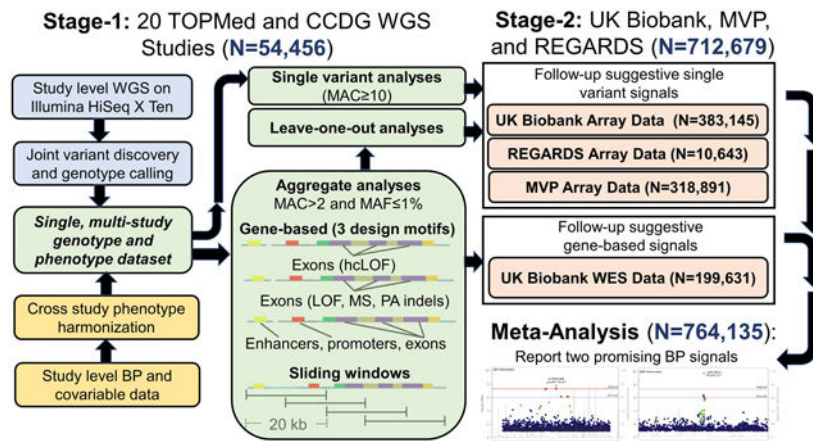 Stage-1: 20 TOPMed and CCDG WGS
Studies (N=54,456)
Study level WGS on
Illumina HiSeq X Ten
Joint variant discovery
and genotype calling
Single, multi-study
genotype and
phenotype dataset
Cross study phenotype
harmonization
Study level BP and
covariable data
Single variant analyses
(MAC≥10)
Leave-one-out analyses
Aggregate analyses
MAC>2 and MAF≤1%
Gene-based (3 design motifs)
Exons (hcLOF)
Exons (LOF, MS, PA indels)
Enhancers, promoters, exons
Sliding windows
20 kb
Stage-2: UK Biobank, MVP,
and REGARDS (N=712,679)
Follow-up suggestive single
variant signals
UK Biobank Array Data (N=383,145)
REGARDS Array Data (N=10,643)
MVP Array Data (N=318,891)
Follow-up suggestive
gene-based signals
UK Biobank WES Data (N=199,631)
Meta-Analysis (N=764,135):
Report two promising BP signals